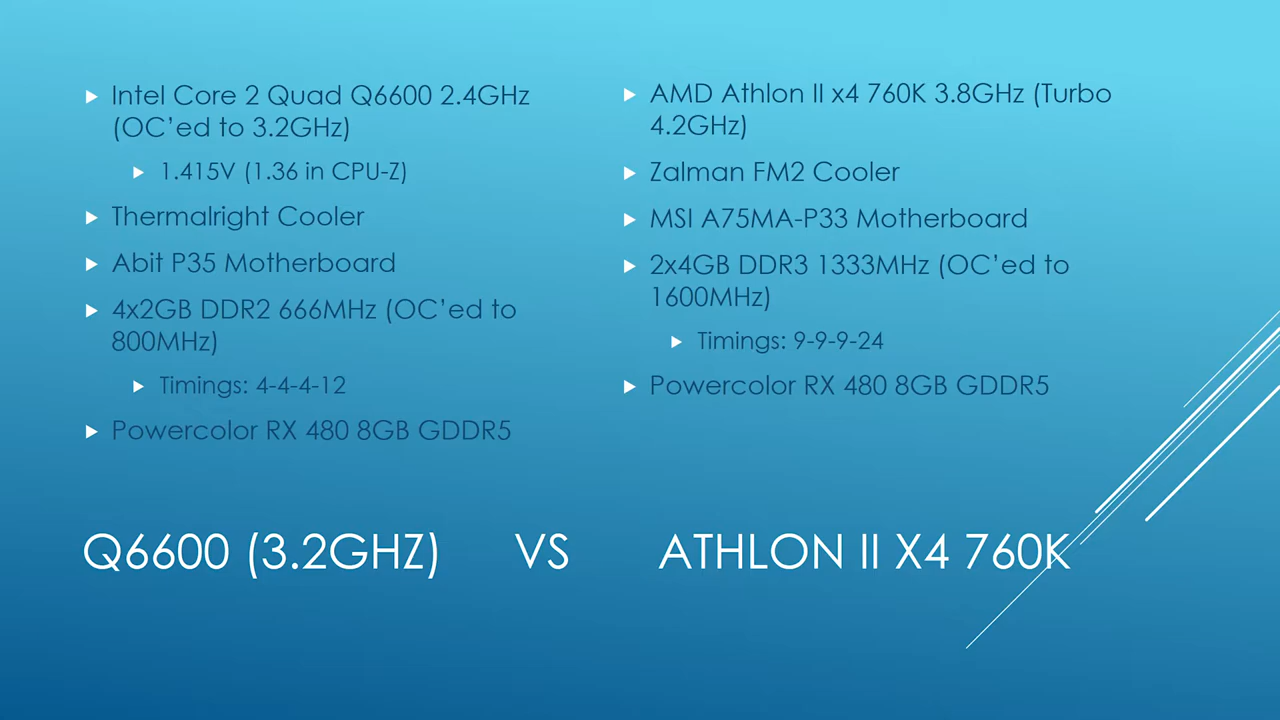 Intel Core 2 Quad Q6600 2.4GHz
(OC'ed to 3.2GHz)
1.415V (1.36 in CPU-Z)
Thermalright Cooler
Abit P35 Motherboard
4x2GB DDR2 666MHz (OC'ed to
800MHz)
Timings: 4-4-4-12
Powercolor RX 480 8GB GDDR5
AMD Athlon II x4 760K 3.8GHz (Turbo
4.2GHz)
Zalman FM2 Cooler
MSI A75MA-P33 Motherboard
2x4GB DDR3 1333MHz (OC'ed to
1600MHz)
Timings: 9-9-9-24
Powercolor RX 480 8GB GDDR5
Q6600 (3.2GHZ) VS ATHLON II X4 760K